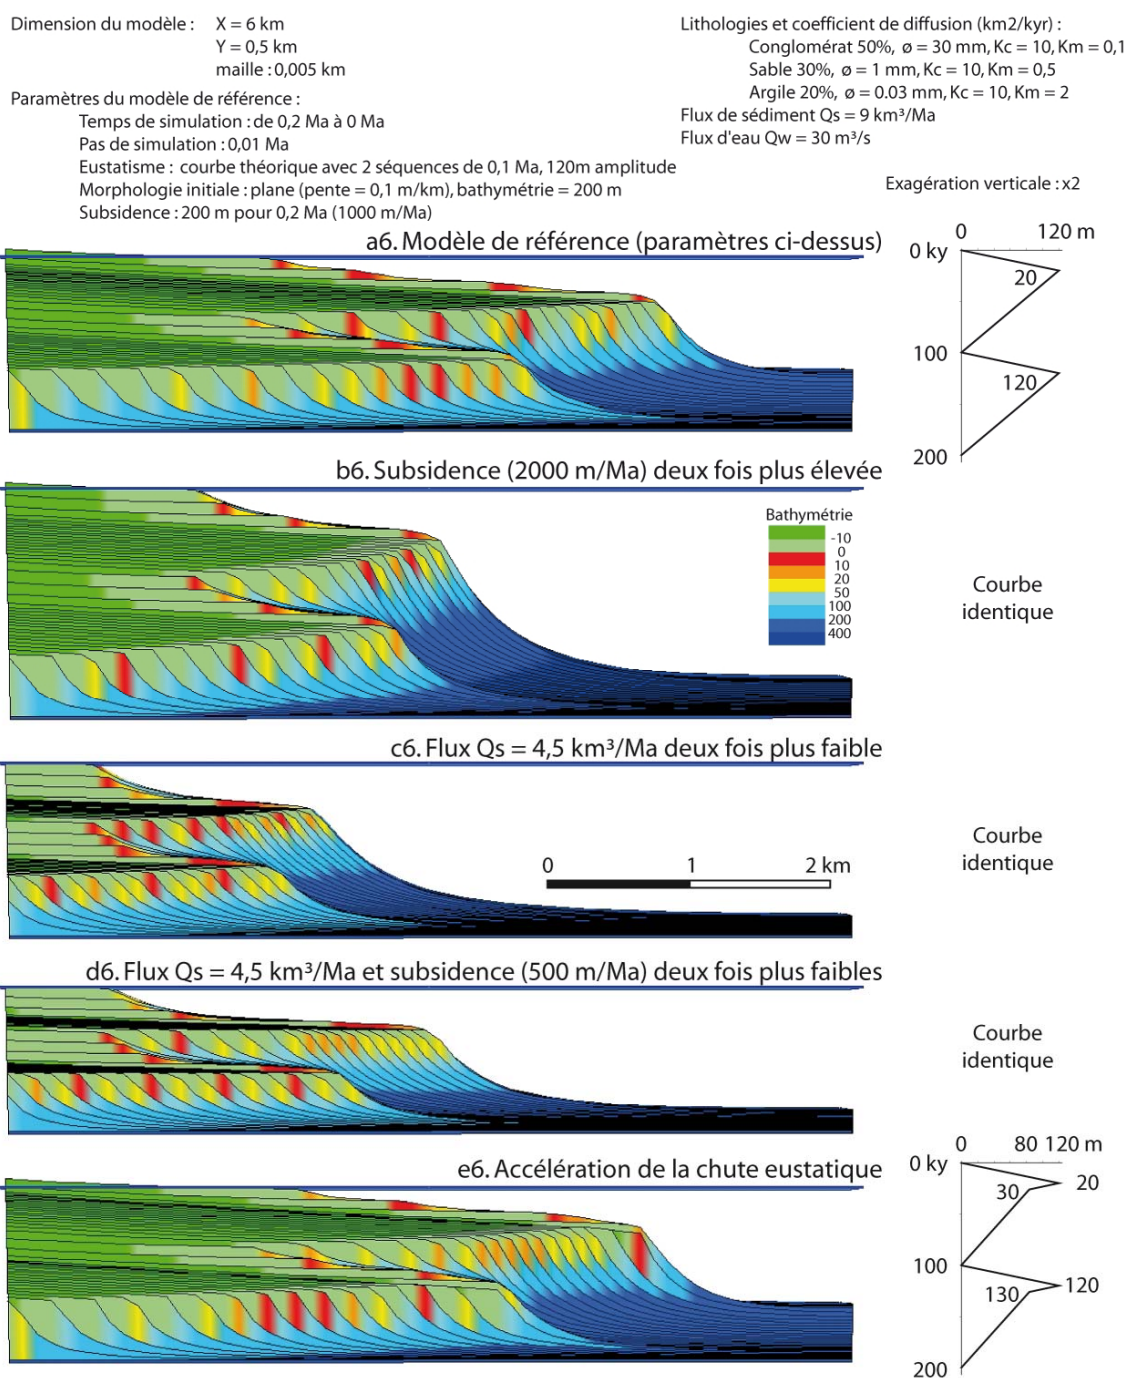 Dimension du modèle : X = 6 km
Y = 0,5 km
maille : 0,005 km
Paramètres du modèle de référence :
Temps de simulation : de 0,2 Ma à 0 Ma
Pas de simulation : 0,01 Ma
Eustatisme : courbe théorique avec 2 séquences de 0,1 Ma, 120m amplitude
Morphologie initiale : plane (pente = 0,1 m/km), bathymétrie = 200 m
Subsidence : 200 m pour 0,2 Ma (1000 m/Ma)
Lithologies et coefficient de diffusion (km2/kyr) :
Conglomérat 50%, ø = 30 mm, Kc = 10, Km = 0,1
Sable 30%, ø = 1 mm, Kc = 10, Km = 0,5
Argile 20%, ø = 0.03 mm, Kc = 10, Km = 2
Flux de sédiment Qs = 9 km³/Ma
Flux d'eau Qw = 30 m³/s
Exagération verticale : x2
a6. Modèle de référence (paramètres ci-dessus)
0 120 m
0 ky
20
100
120
200
b6. Subsidence (2000 m/Ma) deux fois plus élevée
Bathymétrie
-10
0
10
20
50
100
200
400
Courbe
identique
c6. Flux Qs = 4,5 km³/Ma deux fois plus faible
0 1 2 km
Courbe
identique
d6. Flux Qs = 4,5 km³/Ma et subsidence (500 m/Ma) deux fois plus faibles
Courbe
identique
e6. Accélération de la chute eustatique
0 80 120 m
0 ky
20
30
100
120
130
200